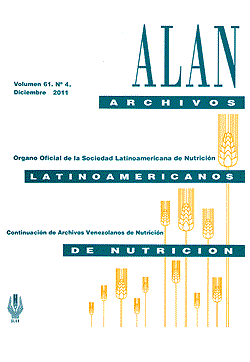 ALAN
Volumen 61. Nº 4.
Diciembre 2011
ARCHIVOS
Organo Oficial de la Sociedad Latinoamericana de Nutrición
LATINOAMERICANOS
Continuación de Archivos Venezolanos de Nutrición
DE NUTRICION
ALAN